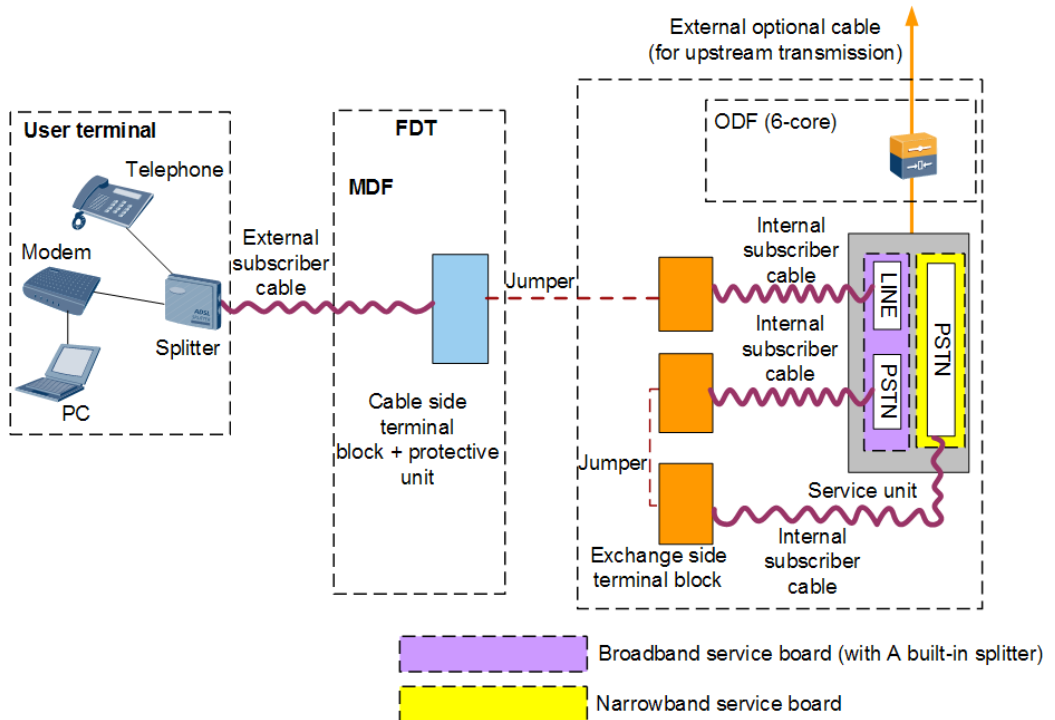 External optional cable
(for upstream transmission)
ODF (6-core)
User terminal
Telephone
Modem
Splitter
PC
ADSL
External
subscriber
cable
FDT
MDF
Cable side
terminal
block + protective
unit
Jumper
Internal
subscriber
cable
Internal
subscriber
cable
LINE
PSTN
PSTN
Jumper
Service unit
Internal
subscriber
cable
Exchange side
terminal block
Broadband service board (with A built-in splitter)
Narrowband service board